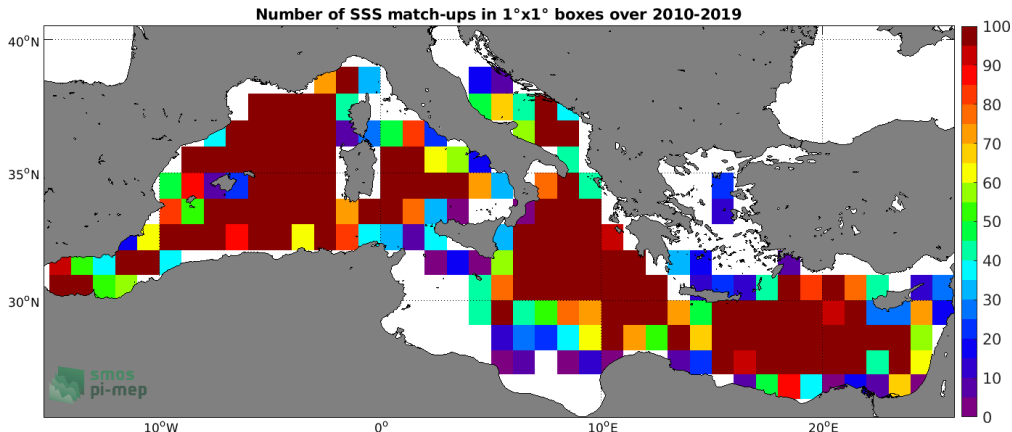 Number of SSS match-ups in 1°x1° boxes over 2010-2019
40°N
35°N
30°N
10°W
0°
10°E
20°E
100
90
80
70
60
50
40
30
20
10
0
smos
pi-mep